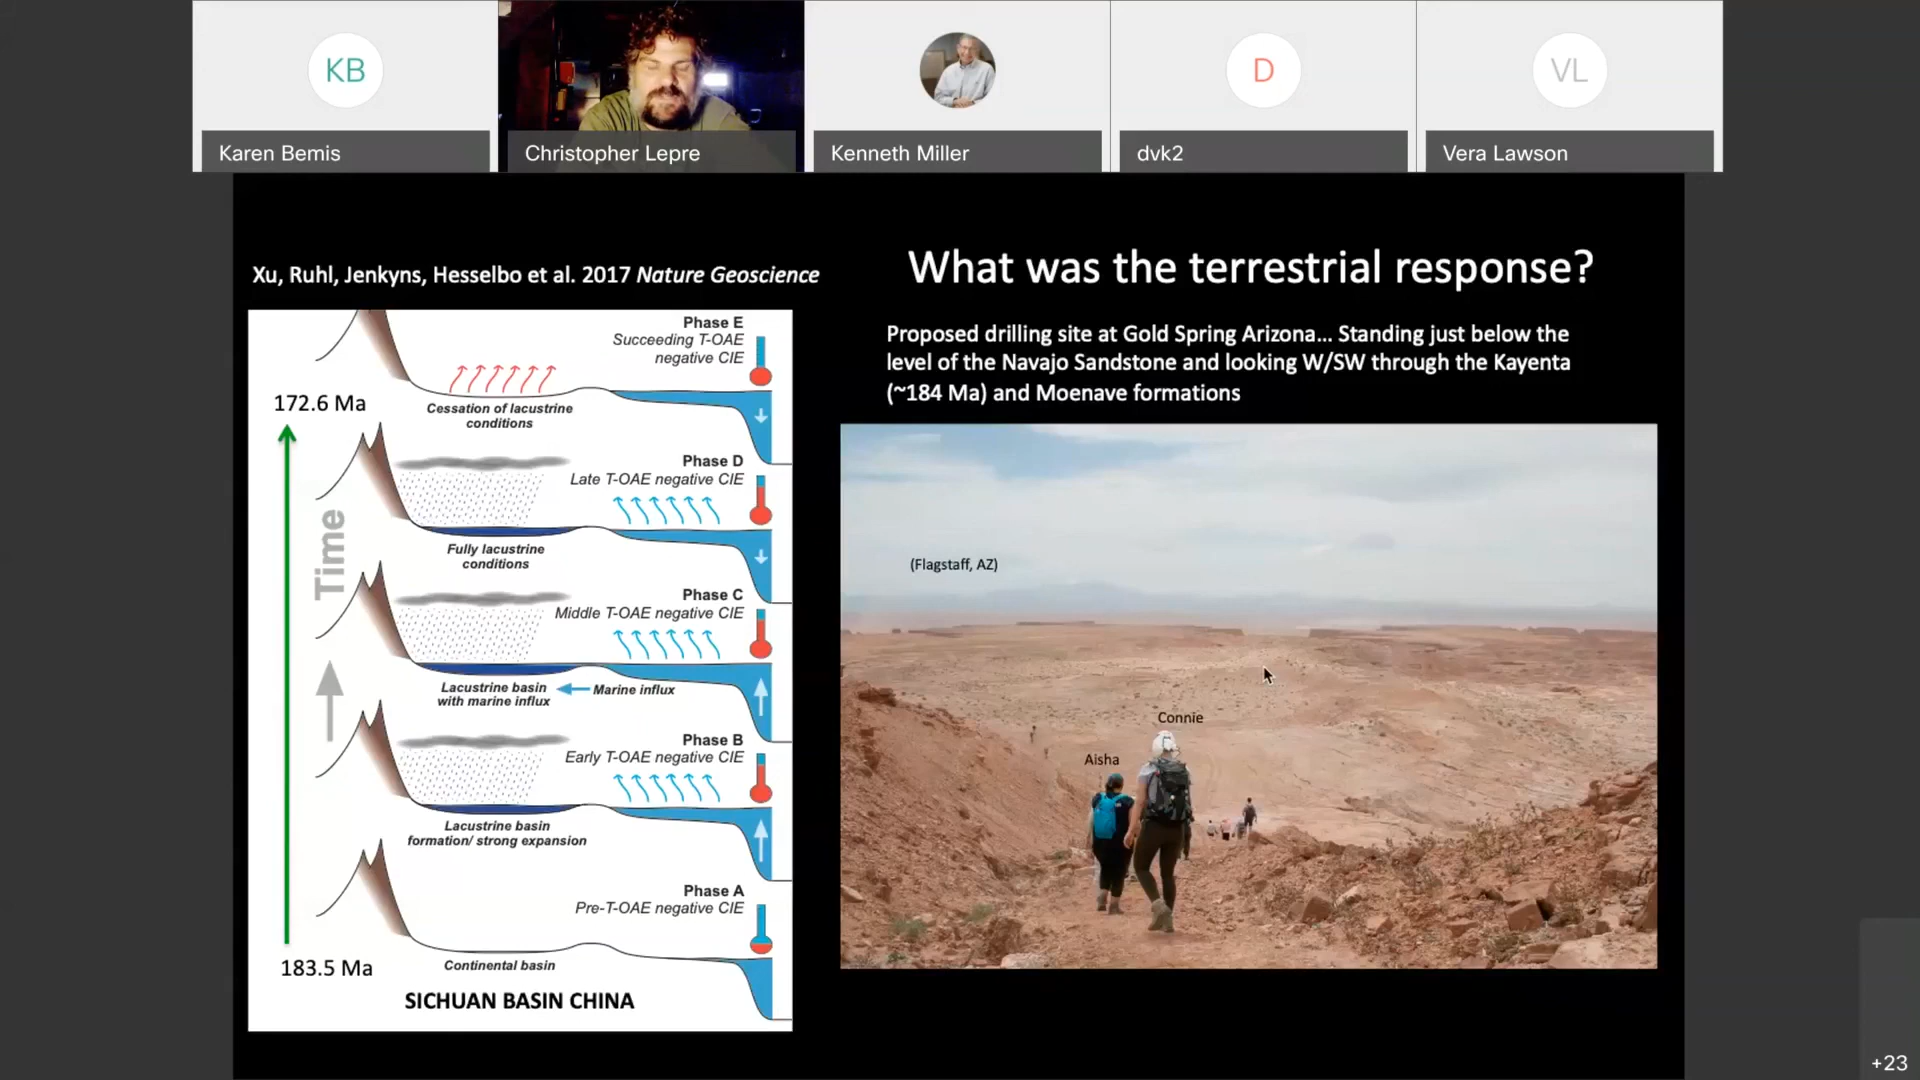 KB
Karen Bemis
Christopher Lepre
Kenneth Miller
D
dvk2
VL
Vera Lawson
Xu, Ruhl, Jenkyns, Hesselbo et al. 2017 Nature Geoscience
What was the terrestrial response?
Proposed drilling site at Gold Spring Arizona... Standing just below the
level of the Navajo Sandstone and looking W/SW through the Kayenta
(~184 Ma) and Moenave formations
Phase E
Succeeding T-OAE
negative CIE
172.6 Ma
Cessation of lacustrine
conditions
Phase D
Late T-OAE negative CIE
Fully lacustrine
conditions
Time
Phase C
Middle T-OAE negative CIE
Lacustrine basin
with marine influx
Marine influx
Phase B
Early T-OAE negative CIE
Lacustrine basin
formation/ strong expansion
Phase A
Pre-T-OAE negative CIE
183.5 Ma
Continental basin
SICHUAN BASIN CHINA
(Flagstaff, AZ)
Connie
Aisha
+23